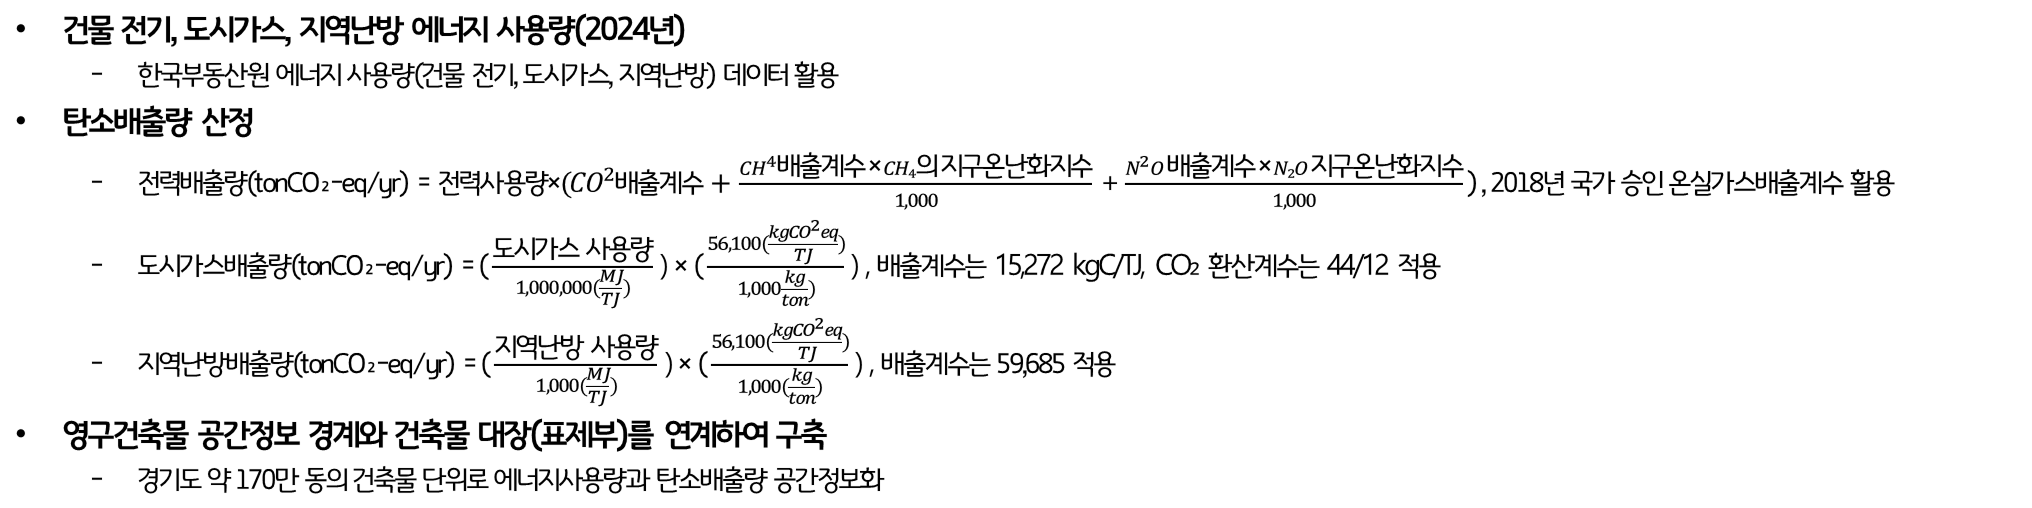 • 건물 전기, 도시가스, 지역난방 에너지 사용량(2024년)
- 한국부동산원 에너지 사용량(건물 전기, 도시가스, 지역난방) 데이터 활용
• 탄소배출량 산정
- 전력배출량(tonCO₂-eq/yr) = 전력사용량×(CO²배출계수 + (CH⁴배출계수×CH₄의 지구온난화지수)/1,000 + (N²O배출계수×N₂O지구온난화지수)/1,000), 2018년 국가 승인 온실가스배출계수 활용
- 도시가스배출량(tonCO₂-eq/yr) = (도시가스 사용량/1,000,000(MJ/TJ)) × (56,100(kgCO²eq/TJ)/1,000kg/ton)), 배출계수는 15,272 kgC/TJ, CO₂ 환산계수는 44/12 적용
- 지역난방배출량(tonCO₂-eq/yr) = (지역난방 사용량/1,000(MJ/TJ)) × (56,100(kgCO²eq/TJ)/1,000(kg/ton)), 배출계수는 59,685 적용
• 영구건축물 공간정보 경계와 건축물 대장(표제부)를 연계하여 구축
- 경기도 약 170만 동의 건축물 단위로 에너지사용량과 탄소배출량 공간정보화